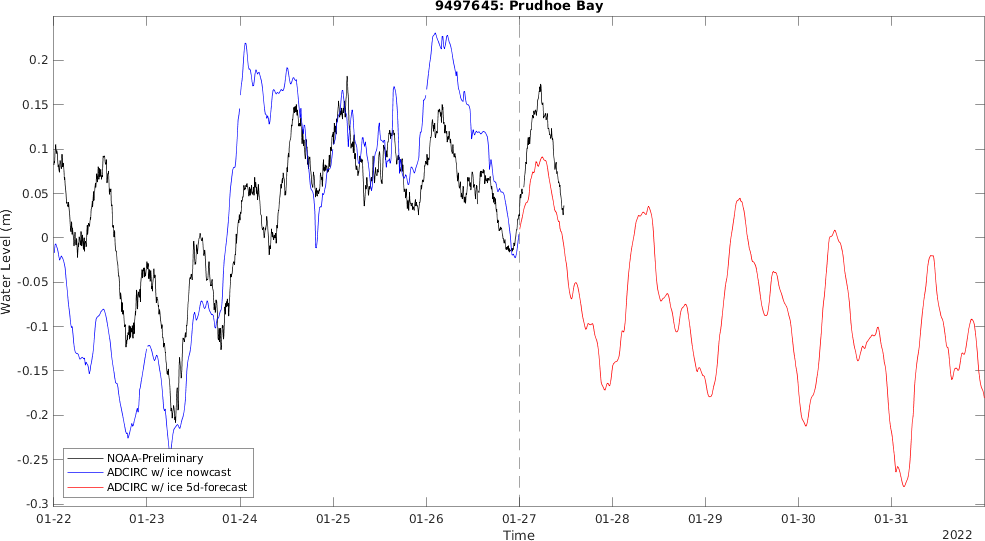 9497645: Prudhoe Bay
0.2
0.15
0.1
0.05
0
-0.05
-0.1
-0.15
-0.2
-0.25
-0.3
Water Level (m)
NOAA-Preliminary
ADCIRC w/ ice nowcast
ADCIRC w/ ice 5d-forecast
01-22 01-23 01-24 01-25 01-26 01-27 01-28 01-29 01-30 01-31
Time
2022